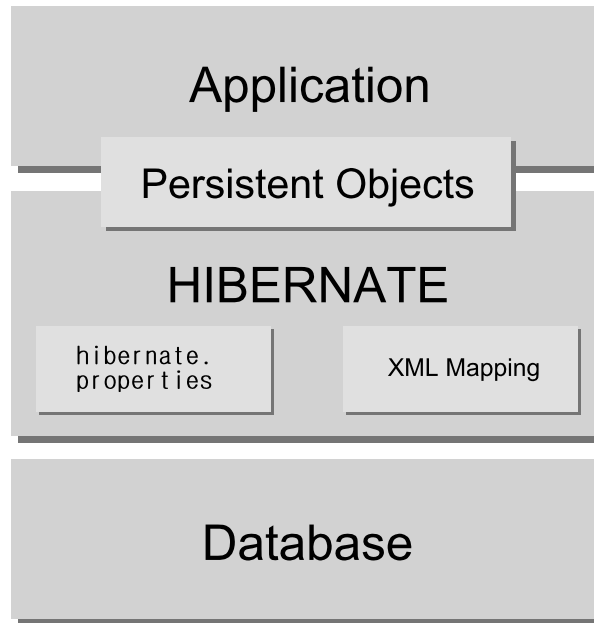 Application
Persistent Objects
HIBERNATE
hibernate.
properties
XML Mapping
Database